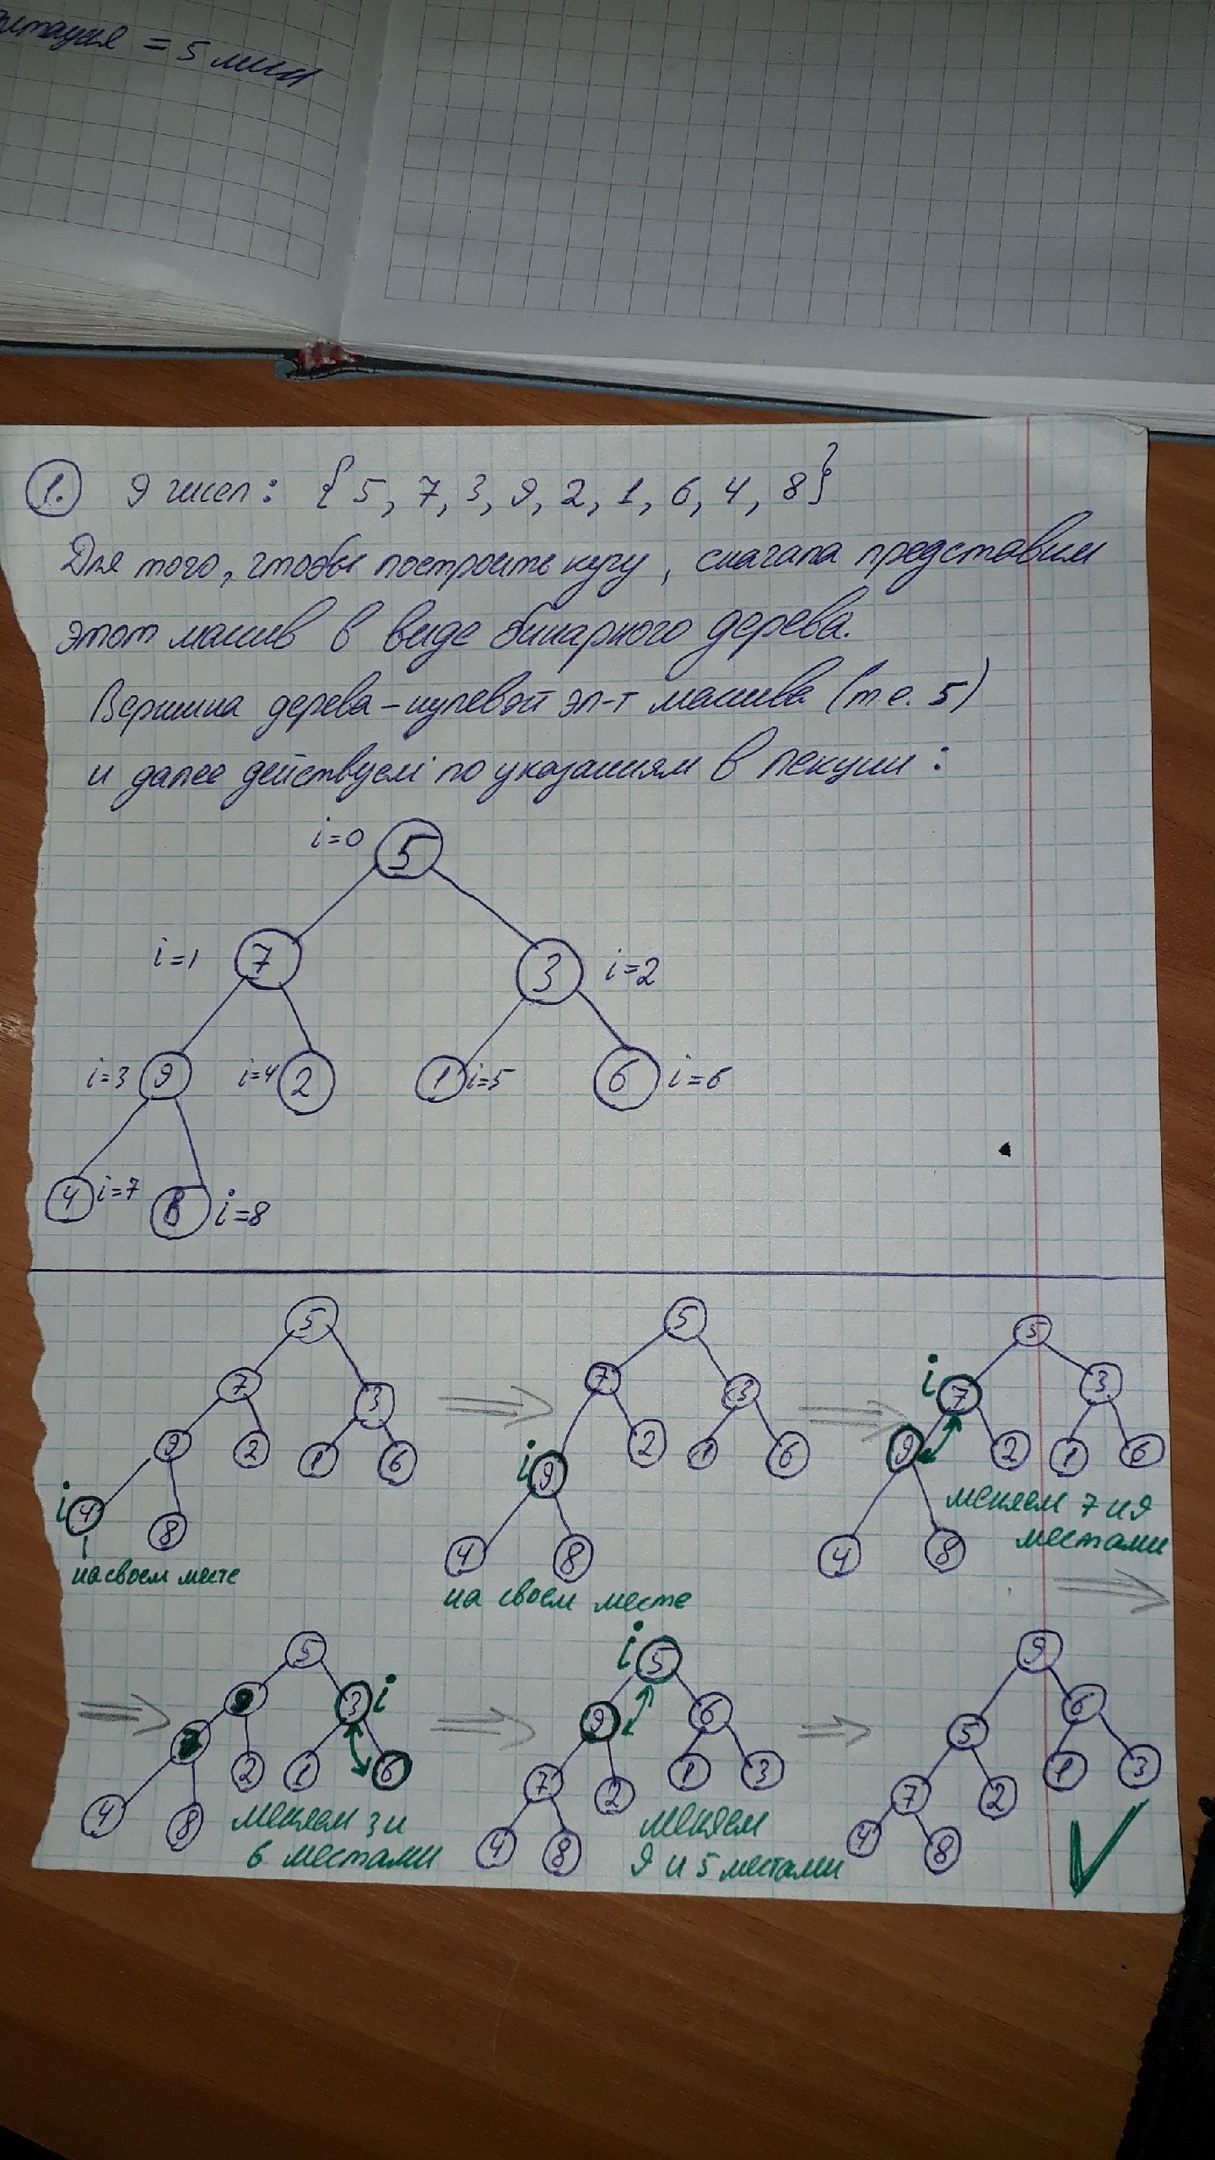 = 5 мин
1. 9 чисел: {5, 7, 3, 9, 2, 1, 6, 4, 8}
Для того, чтобы построить кучу, сначала представим
этот массив в виде бинарного дерева.
Вершина дерева – нулевой эл-т массива (т е. 5)
и далее действуем по указаниям в лекции:
i=0 5
i=1 7 3 i=2
i=3 9 i=4 2 1 i=5 6 i=6
4 i=7 8 i=8
5 5 5
7 3 7 3 i 7 3
9 2 1 6 i 9 2 1 6 9 2 1 6
i 4 8 4 8 4 8
меняем 7 и 9
местами
на своем месте
на своем месте
5 i 5 9
9 3 i 9 6 5 6
7 2 1 6 7 2 1 3 7 2 1 3
4 8 4 8 4 8
меняем 3 и
6 местами
меняем
9 и 5 местами